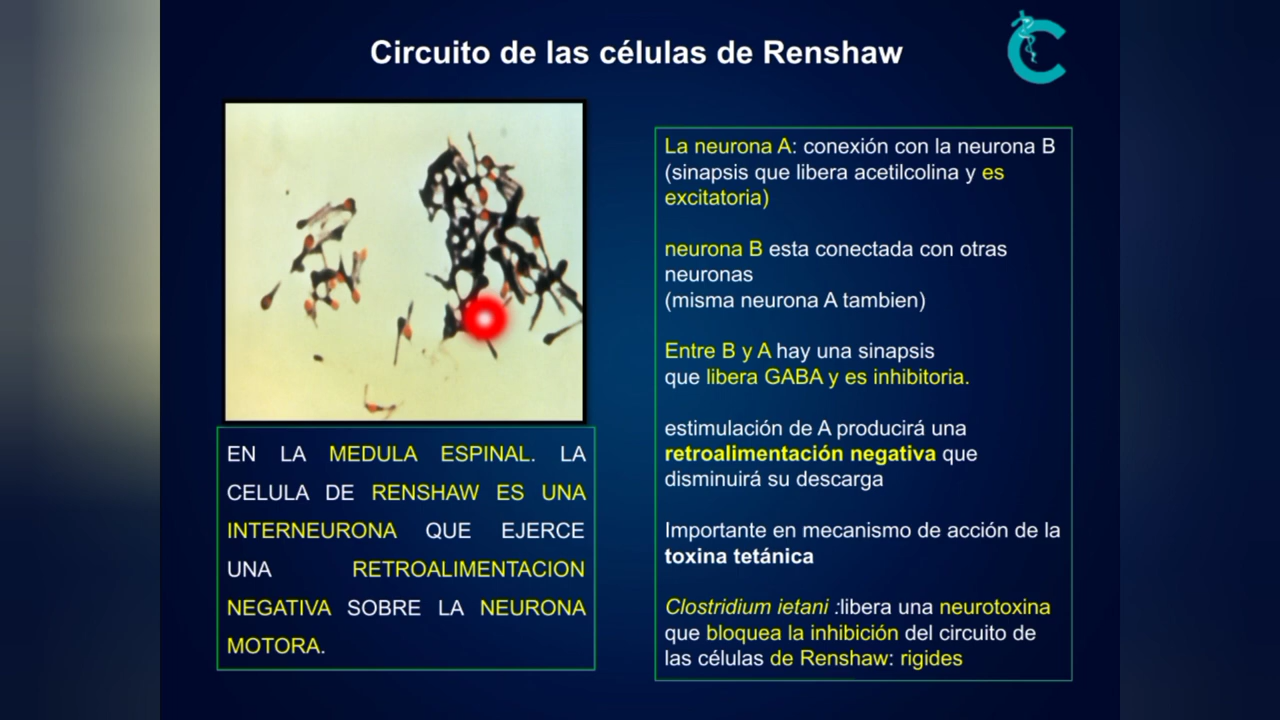 Circuito de las células de Renshaw
EN LA MEDULA ESPINAL. LA
CELULA DE RENSHAW ES UNA
INTERNEURONA QUE EJERCE
UNA RETROALIMENTACION
NEGATIVA SOBRE LA NEURONA
MOTORA.
La neurona A: conexión con la neurona B
(sinapsis que libera acetilcolina y es
excitatoria)
neurona B esta conectada con otras
neuronas
(misma neurona A tambien)
Entre B y A hay una sinapsis
que libera GABA y es inhibitoria.
estimulación de A producirá una
retroalimentación negativa que
disminuirá su descarga
Importante en mecanismo de acción de la
toxina tetánica
Clostridium ietani :libera una neurotoxina
que bloquea la inhibición del circuito de
las células de Renshaw: rigides